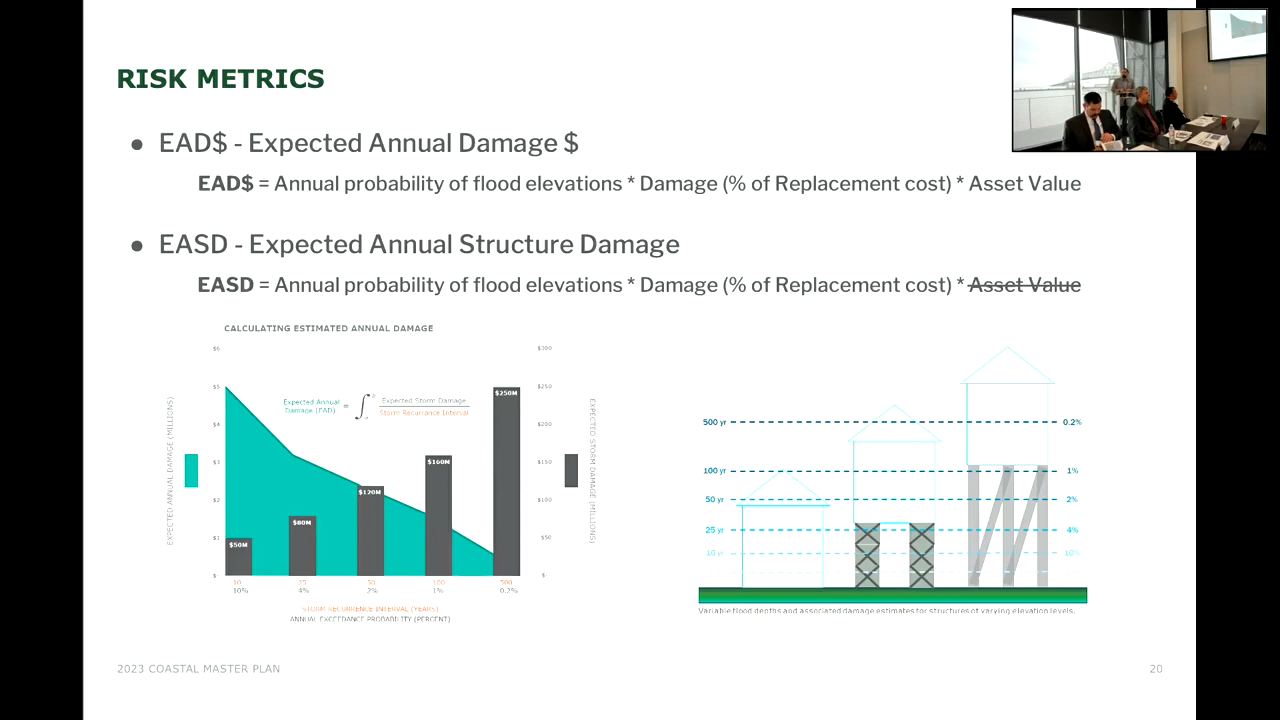 RISK METRICS
• EAD$ - Expected Annual Damage $
EAD$ = Annual probability of flood elevations * Damage (% of Replacement cost) * Asset Value
• EASD - Expected Annual Structure Damage
EASD = Annual probability of flood elevations * Damage (% of Replacement cost) * Asset Value
CALCULATING ESTIMATED ANNUAL DAMAGE
EXPECTED ANNUAL DAMAGE (MILLIONS)
$6
$5
$4
$3
$2
$1
$-
Expected Annual
Damage (EAD)
=
Expected Storm Damage
Storm Recurrance Interval
$50M
$80M
$120M
$160M
$250M
$300
$250
$200
$150
$100
$50
$-
EXPECTED STORM DAMAGE (MILLIONS)
10 25 50 100 500
10% 4% 2% 1% 0.2%
STORM RECURRENCE INTERVAL (YEARS)
ANNUAL EXCEEDANCE PROBABILITY (PERCENT)
500 yr 0.2%
100 yr 1%
50 yr 2%
25 yr 4%
10 yr 10%
Variable flood depths and associated damage estimates for structures of varying elevation levels.
2023 COASTAL MASTER PLAN
20